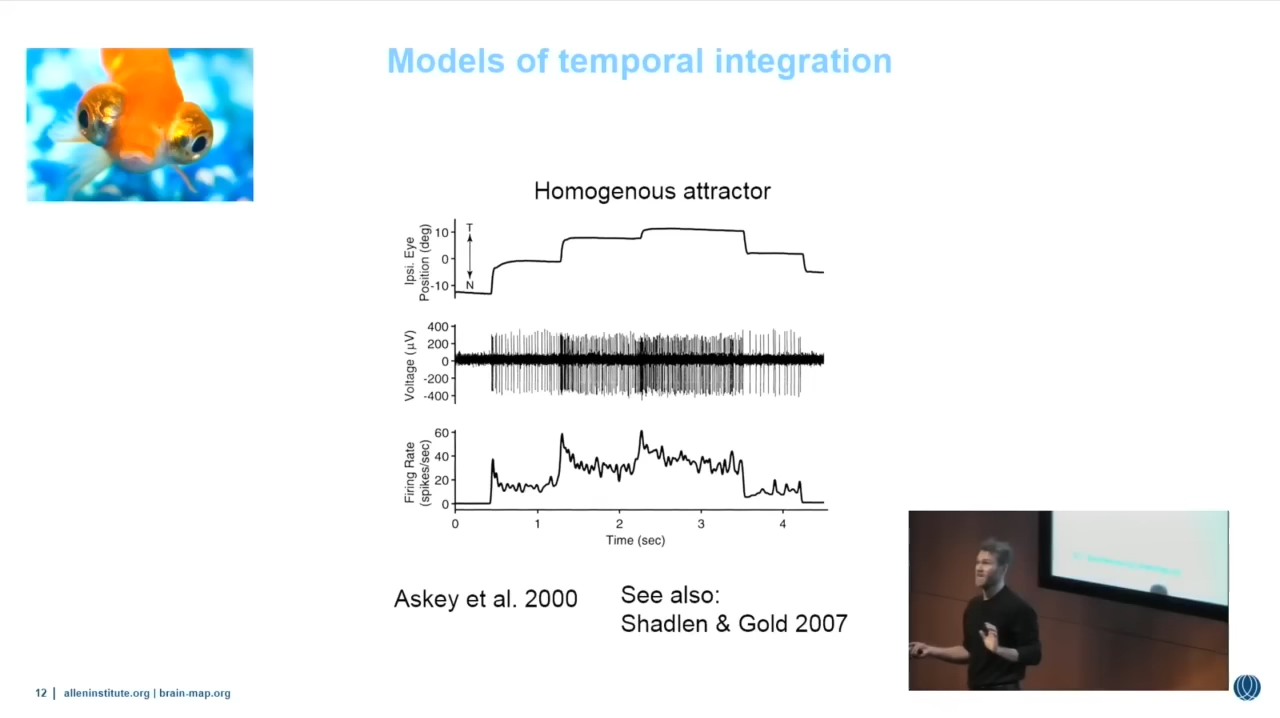 Models of temporal integration
Homogenous attractor
Ipsi. Eye
Position (deg)
10
0
-10
T
N
Voltage (μV)
400
200
0
-200
-400
Firing Rate
(spikes/sec)
60
40
20
0
0 1 2 3 4
Time (sec)
Askey et al. 2000
See also:
Shadlen & Gold 2007
12 | alleninstitute.org | brain-map.org